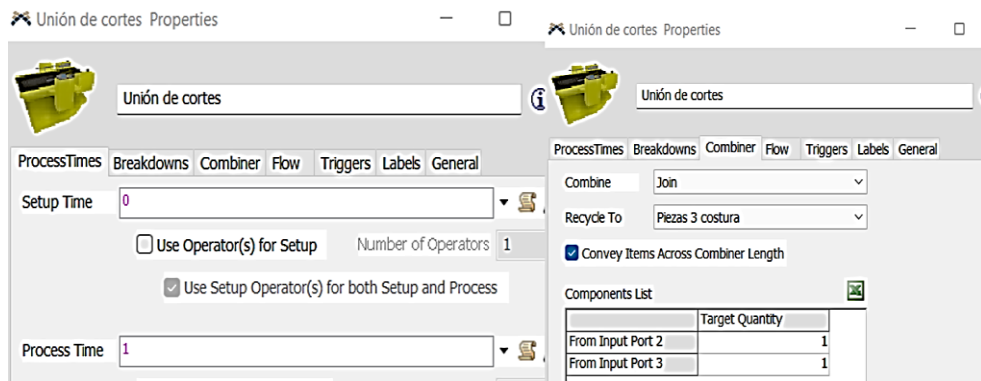 Unión de cortes Properties
Unión de cortes
ProcessTimes Breakdowns Combiner Flow Triggers Labels General
Setup Time 0
Use Operator(s) for Setup Number of Operators 1
Use Setup Operator(s) for both Setup and Process
Process Time 1
Unión de cortes Properties
Unión de cortes
ProcessTimes Breakdowns Combiner Flow Triggers Labels General
Combine Join
Recycle To Piezas 3 costura
Convey Items Across Combiner Length
Components List
Target Quantity
From Input Port 2 1
From Input Port 3 1